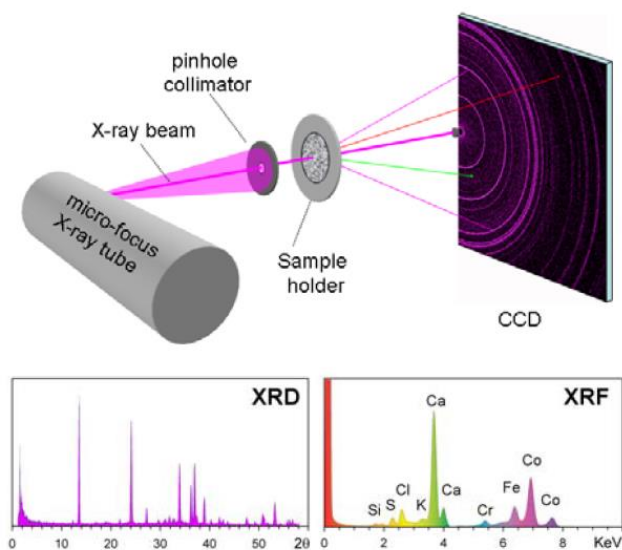 pinhole
collimator
X-ray beam
micro-focus
X-ray tube
Sample
holder
CCD
XRD
0 10 20 30 40 50 2θ
XRF
Si S Cl K Ca Ca Cr Fe Co Co
0 2 4 6 8 KeV